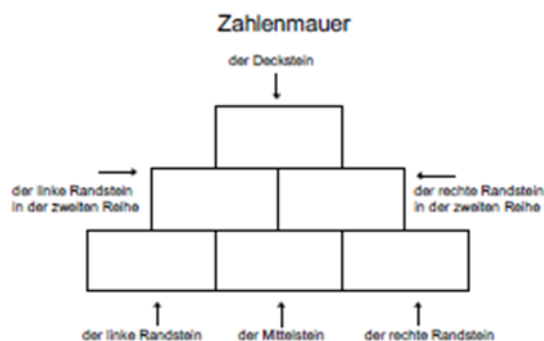 Zahlenmauer
der Deckstein
der linke Randstein
in der zweiten Reihe
der rechte Randstein
in der zweiten Reihe
der linke Randstein
der Mittelstein
der rechte Randstein